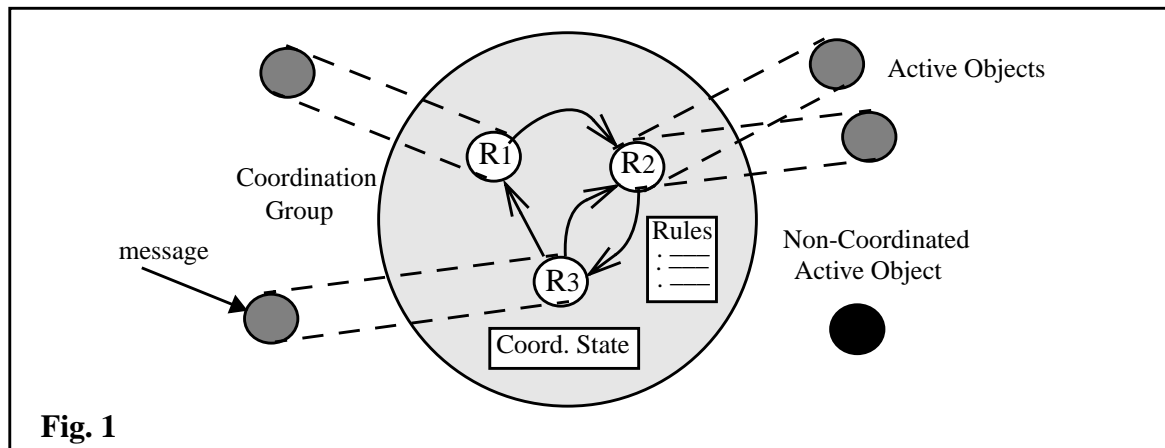 Active Objects
R1
R2
Coordination
Group
Rules
Non-Coordinated
Active Object
message
R3
Coord. State
Fig. 1